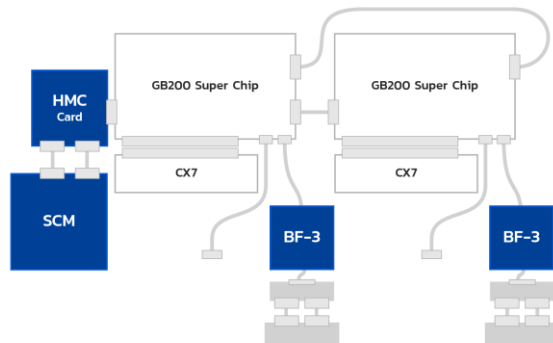 GB200 Super Chip
GB200 Super Chip
HMC
Card
CX7
CX7
SCM
BF-3
BF-3